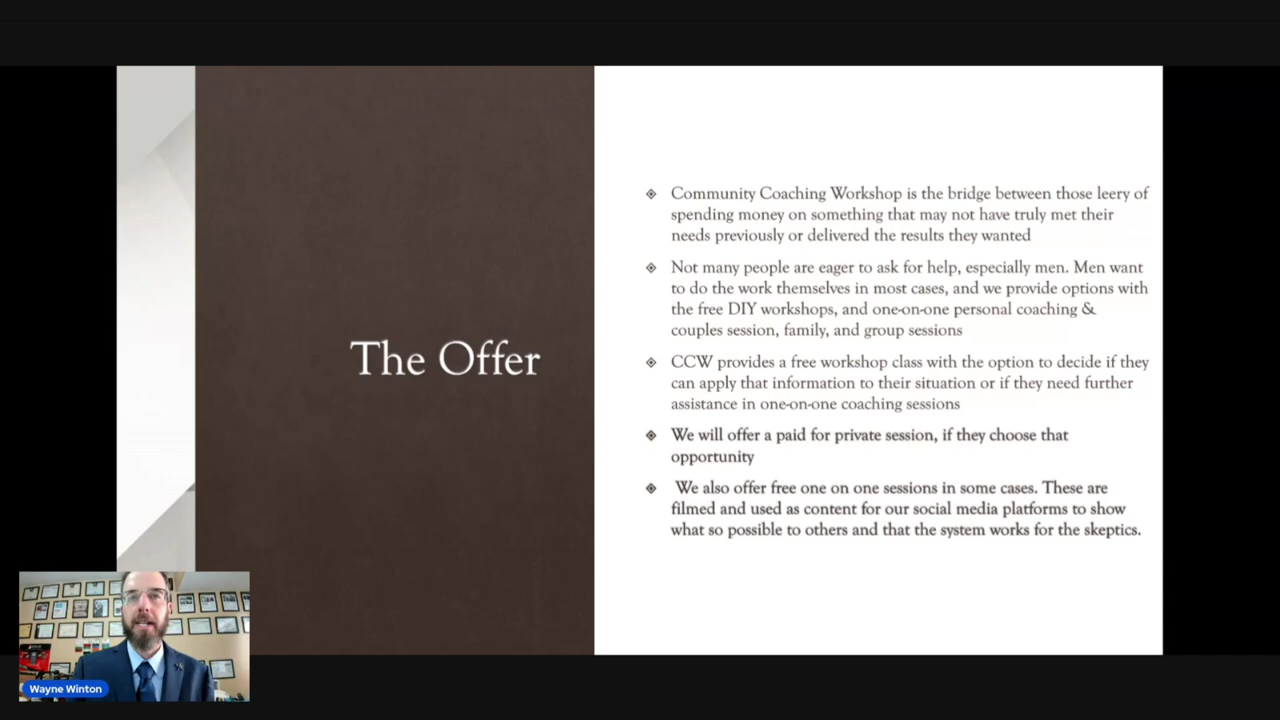 The Offer
Community Coaching Workshop is the bridge between those leery of
spending money on something that may not have truly met their
needs previously or delivered the results they wanted
Not many people are eager to ask for help, especially men. Men want
to do the work themselves in most cases, and we provide options with
the free DIY workshops, and one-on-one personal coaching &
couples session, family, and group sessions
CCW provides a free workshop class with the option to decide if they
can apply that information to their situation or if they need further
assistance in one-on-one coaching sessions
We will offer a paid for private session, if they choose that
opportunity
We also offer free one on one sessions in some cases. These are
filmed and used as content for our social media platforms to show
what so possible to others and that the system works for the skeptics.
Wayne Winton